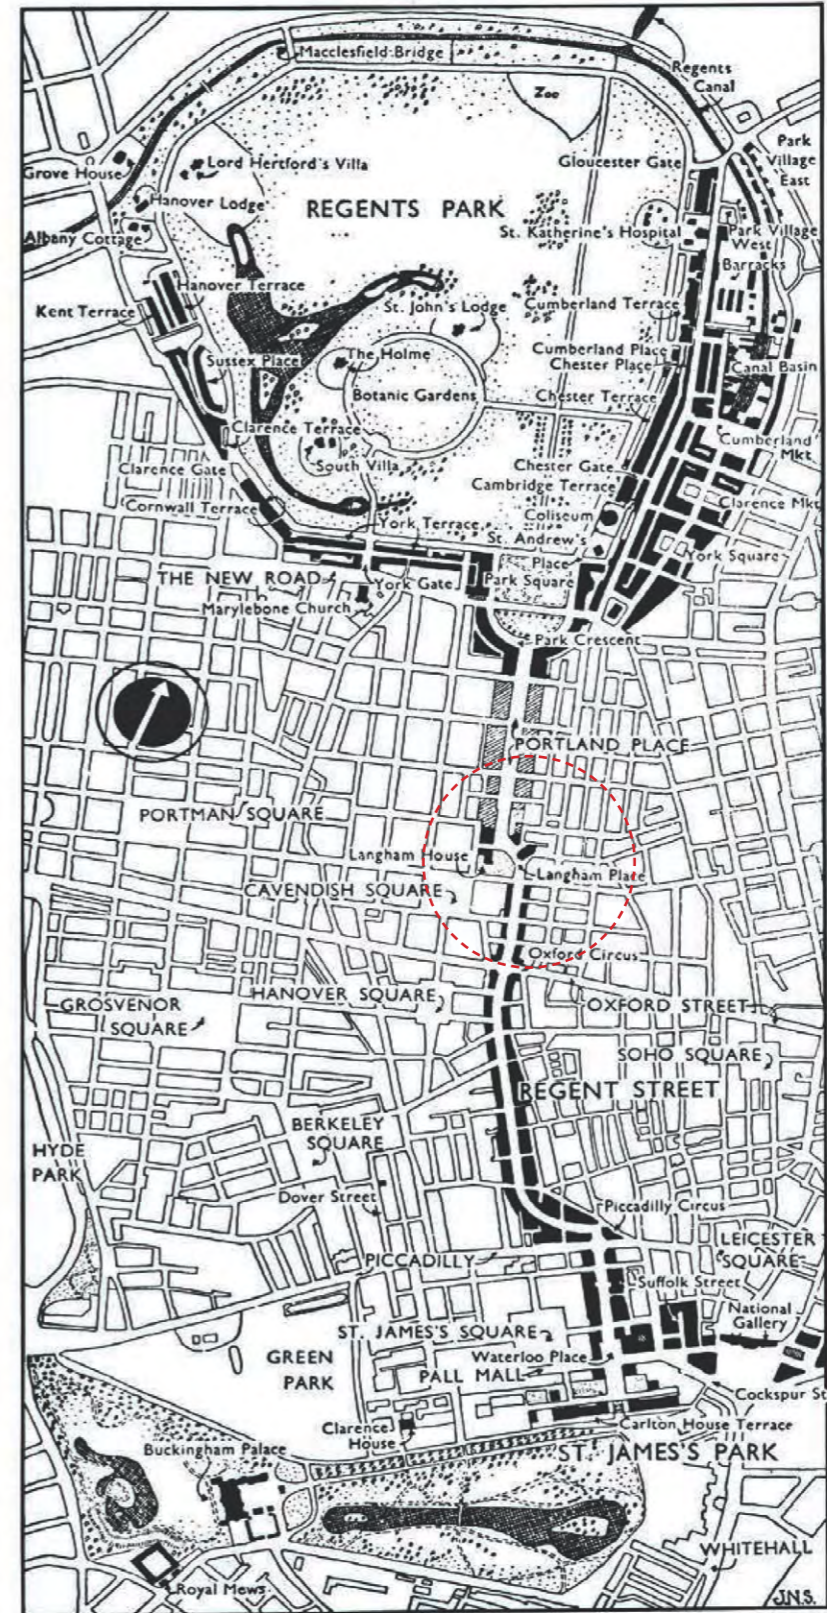 Macclesfield Bridge
Zoo
Regents
Canal
Park
Village
East
Grove House
Lord Hertford's Villa
Gloucester Gate
Hanover Lodge
REGENTS PARK
St. Katherine's Hospital
Park Village
West
Albany Cottage
Barracks
Hanover Terrace
Kent Terrace
St. John's Lodge
Cumberland Terrace
Sussex Place
The Holme
Cumberland Place
Chester Place
Canal Basin
Botanic Gardens
Chester Terrace
Clarence Terrace
Cumberland
Mkt
Clarence Gate
South Villa
Chester Gate
Cambridge Terrace
Cornwall Terrace
Clarence Mkt
Coliseum
York Terrace
St. Andrew's
Place
York Square
THE NEW ROAD
York Gate
Park Square
Marylebone Church
Park Crescent
PORTLAND PLACE
PORTMAN SQUARE
Langham House
Langham Place
CAVENDISH SQUARE
Oxford Circus
HANOVER SQUARE
GROSVENOR
SQUARE
OXFORD STREET
SOHO SQUARE
REGENT STREET
BERKELEY
SQUARE
HYDE
PARK
Dover Street
Piccadilly Circus
PICCADILLY
LEICESTER
SQUARE
Suffolk Street
National
Gallery
ST. JAMES'S SQUARE
GREEN
PARK
Waterloo Place
PALL MALL
Cockspur St
Clarence
House
Carlton House Terrace
Buckingham Palace
ST. JAMES'S PARK
WHITEHALL
Royal Mews
J.N.S.